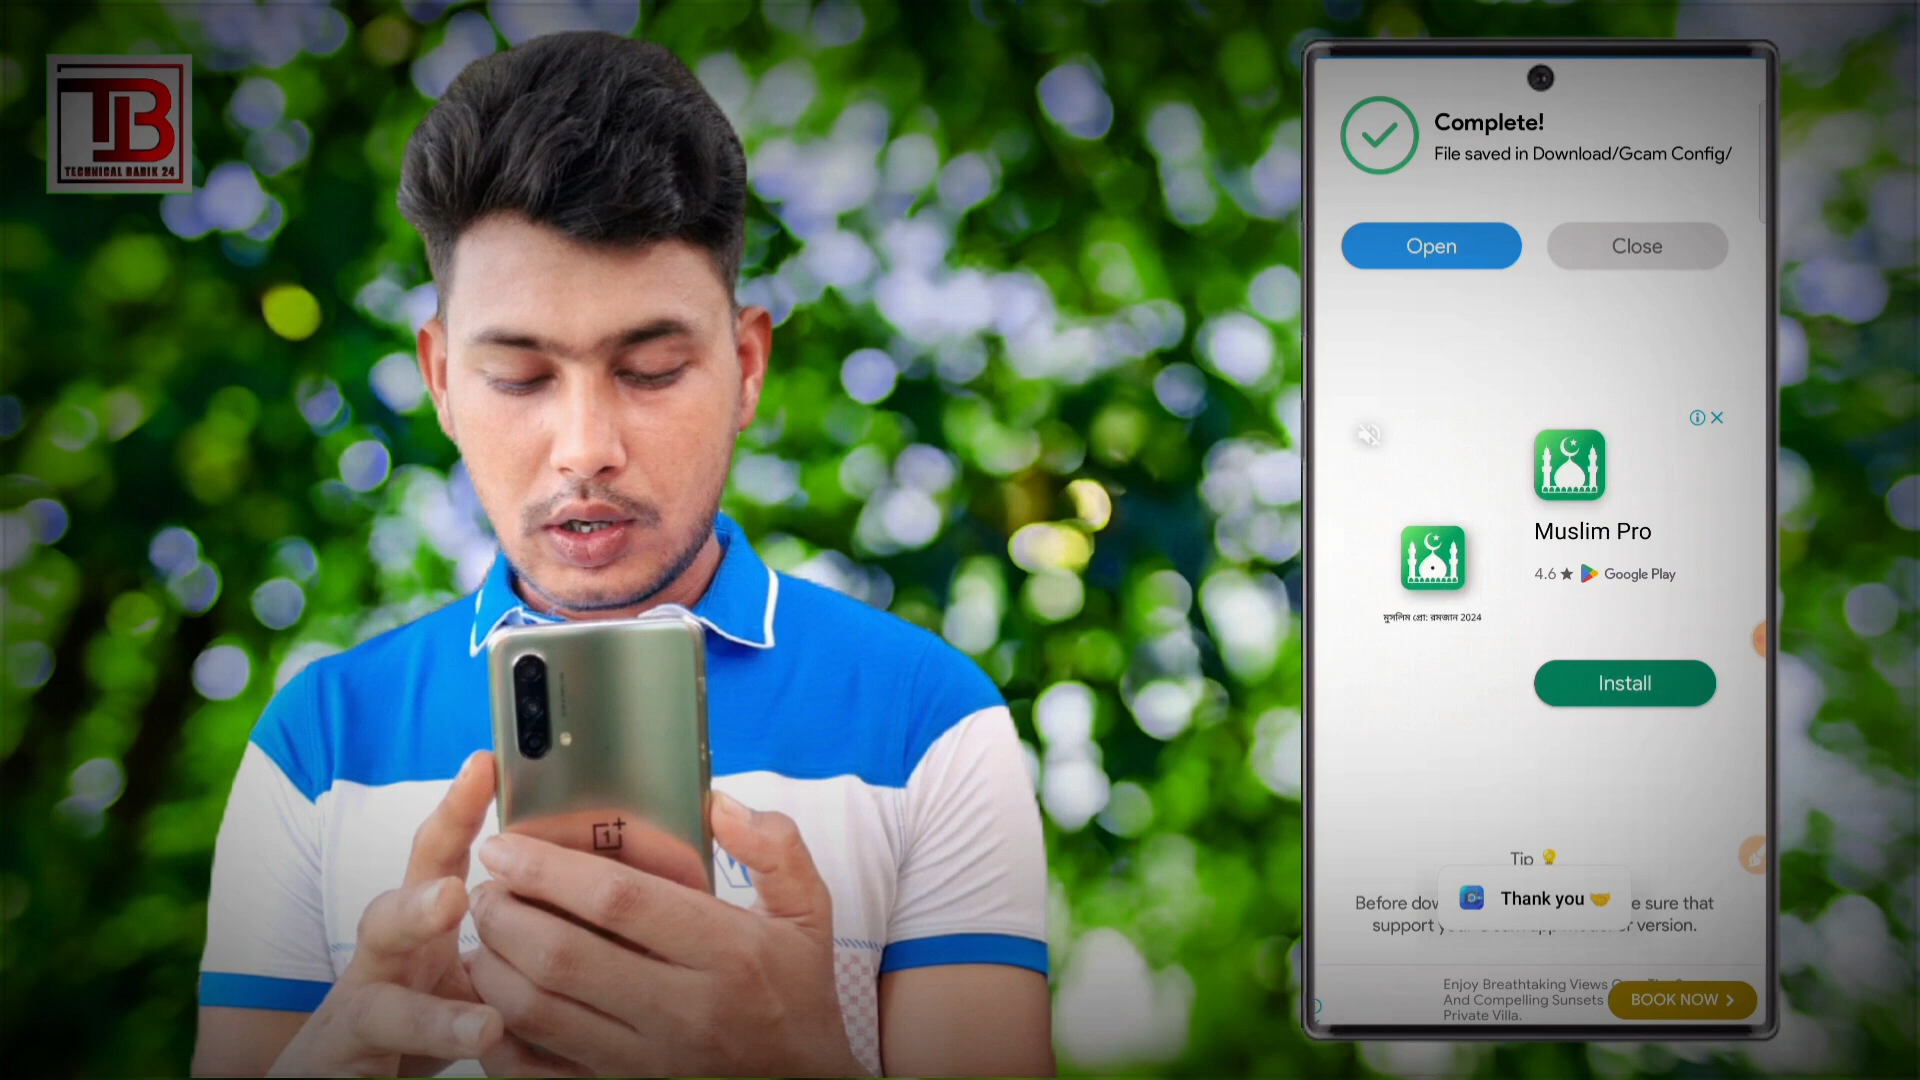 TB
TECHNICAL BARIK 24
Complete!
File saved in Download/Gcam Config/
Open
Close
Muslim Pro
4.6 ★ Google Play
মুসলিম প্রো: রমজান 2024
Install
Tip 💡
Thank you 🤝
Before e sure that
support version.
Enjoy Breathtaking Views
And Compelling Sunsets
Private Villa.
BOOK NOW